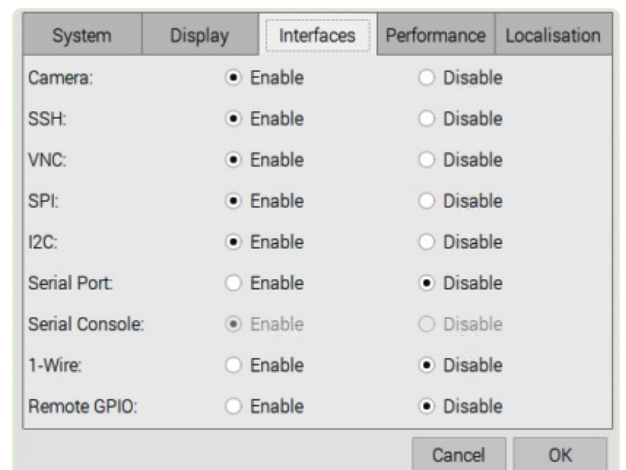 System Display Interfaces Performance Localisation
Camera: Enable Disable
SSH: Enable Disable
VNC: Enable Disable
SPI: Enable Disable
I2C: Enable Disable
Serial Port: Enable Disable
Serial Console: Enable Disable
1-Wire: Enable Disable
Remote GPIO: Enable Disable
Cancel OK